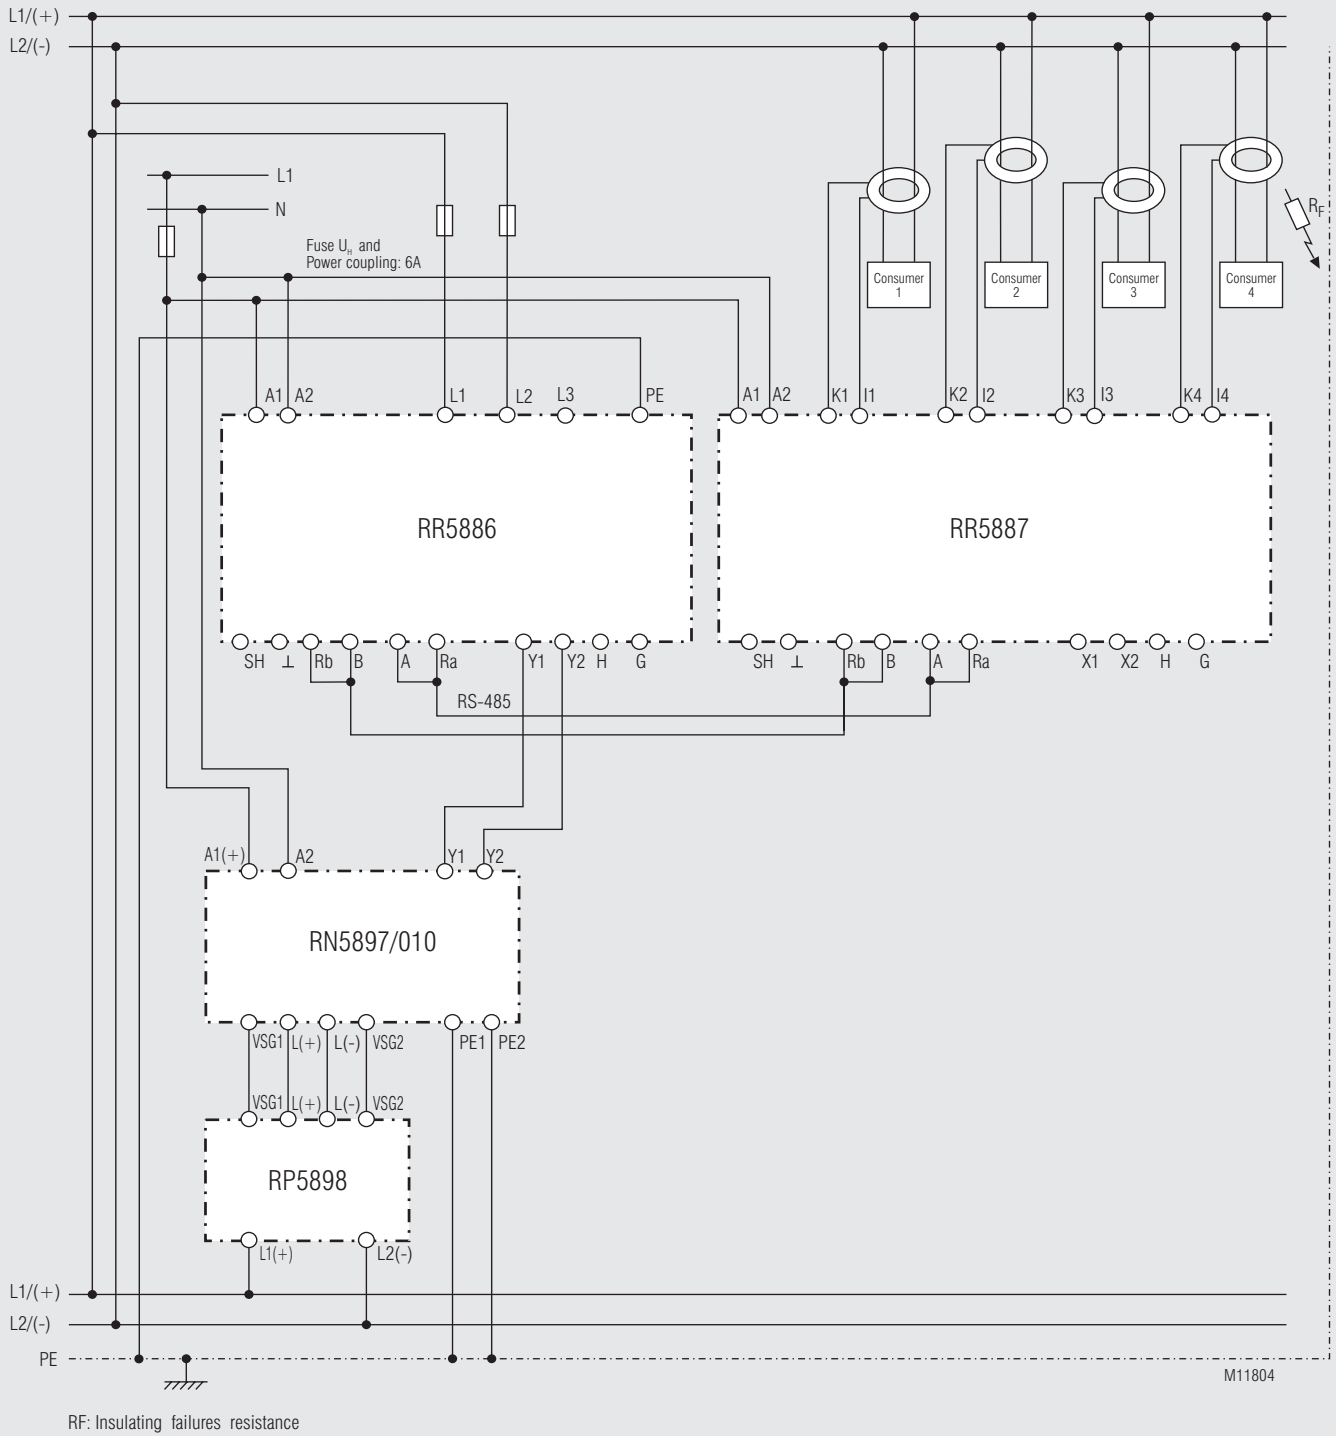 L1/(+)
L2/(-)
L1
N
Fuse U_H and
Power coupling: 6A
R_F
Consumer
1
Consumer
2
Consumer
3
Consumer
4
A1 A2 L1 L2 L3 PE
A1 A2 K1 I1 K2 I2 K3 I3 K4 I4
RR5886
RR5887
SH ⊥ Rb B A Ra Y1 Y2 H G
SH ⊥ Rb B A Ra X1 X2 H G
RS-485
A1(+) A2 Y1 Y2
RN5897/010
VSG1 L(+) L(-) VSG2 PE1 PE2
VSG1 L(+) L(-) VSG2
RP5898
L1(+) L2(-)
L1/(+)
L2/(-)
PE
M11804
RF: Insulating failures resistance